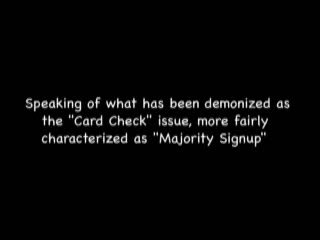 Speaking of what has been demonized as
the "Card Check" issue, more fairly
characterized as "Majority Signup"